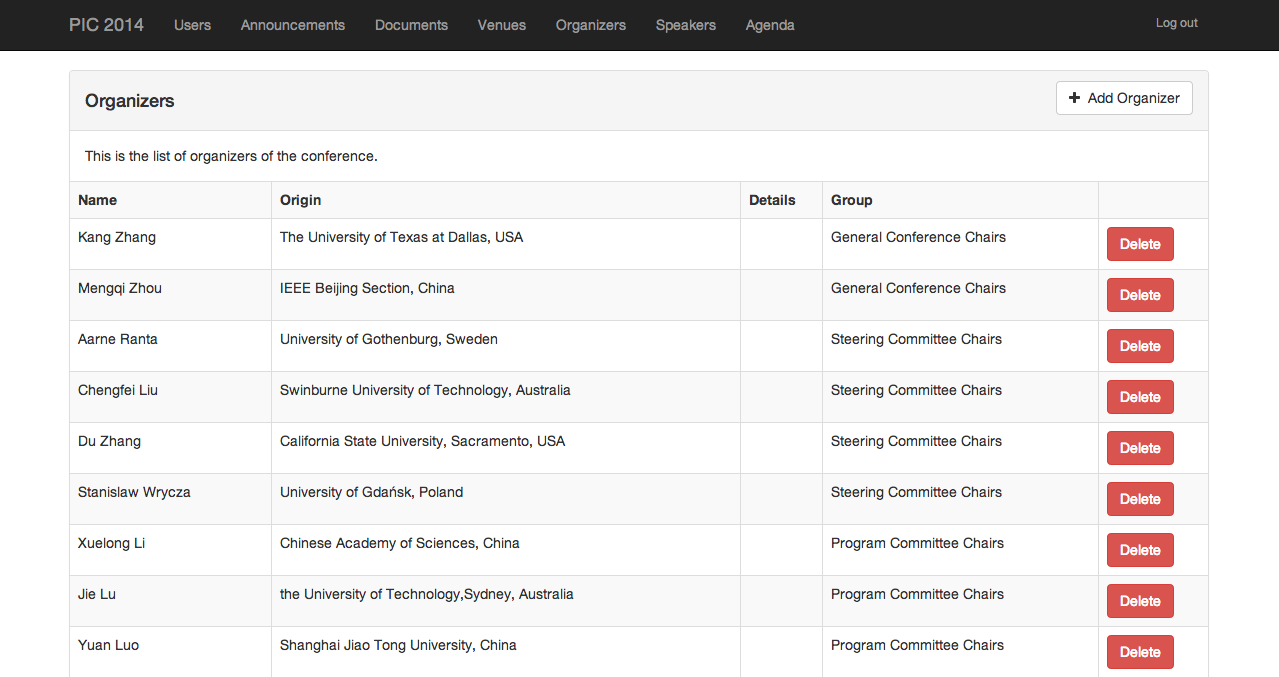 PIC 2014 Users Announcements Documents Venues Organizers Speakers Agenda Log out
Organizers + Add Organizer
This is the list of organizers of the conference.
Name Origin Details Group
Kang Zhang The University of Texas at Dallas, USA General Conference Chairs Delete
Mengqi Zhou IEEE Beijing Section, China General Conference Chairs Delete
Aarne Ranta University of Gothenburg, Sweden Steering Committee Chairs Delete
Chengfei Liu Swinburne University of Technology, Australia Steering Committee Chairs Delete
Du Zhang California State University, Sacramento, USA Steering Committee Chairs Delete
Stanislaw Wrycza University of Gdańsk, Poland Steering Committee Chairs Delete
Xuelong Li Chinese Academy of Sciences, China Program Committee Chairs Delete
Jie Lu the University of Technology,Sydney, Australia Program Committee Chairs Delete
Yuan Luo Shanghai Jiao Tong University, China Program Committee Chairs Delete